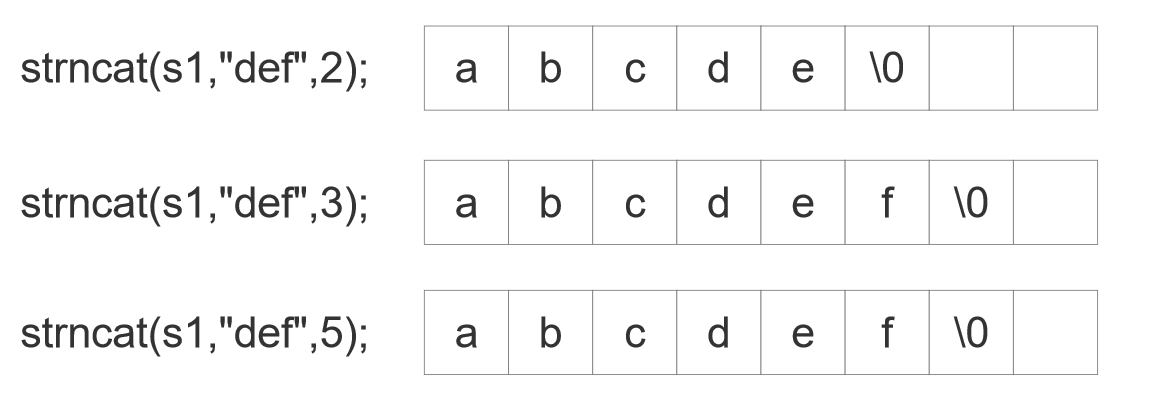 strncat(s1,"def",2); a b c d e \0
strncat(s1,"def",3); a b c d e f \0
strncat(s1,"def",5); a b c d e f \0